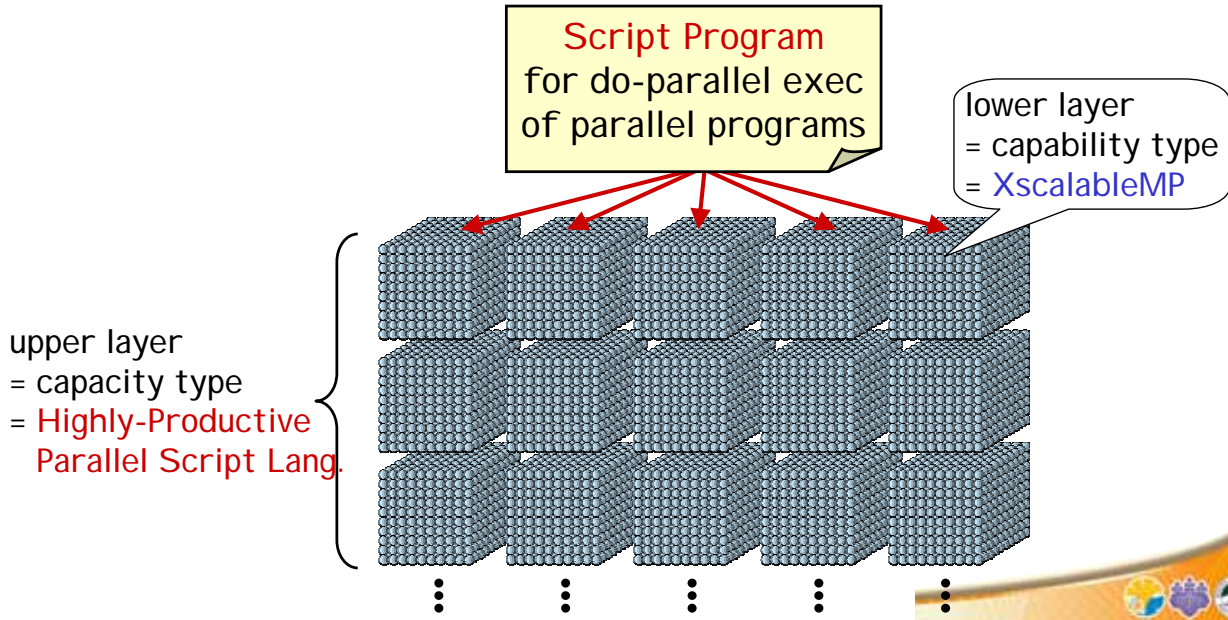 Script Program
for do-parallel exec
of parallel programs
lower layer
= capability type
= XscalableMP
upper layer
= capacity type
= Highly-Productive
Parallel Script Lang.